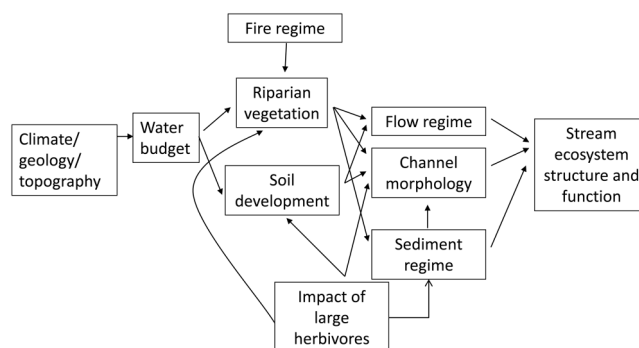 Fire regime
Riparian
vegetation
Flow regime
Climate/
geology/
topography
Water
budget
Stream
ecosystem
structure and
function
Channel
morphology
Soil
development
Sediment
regime
Impact of
large
herbivores